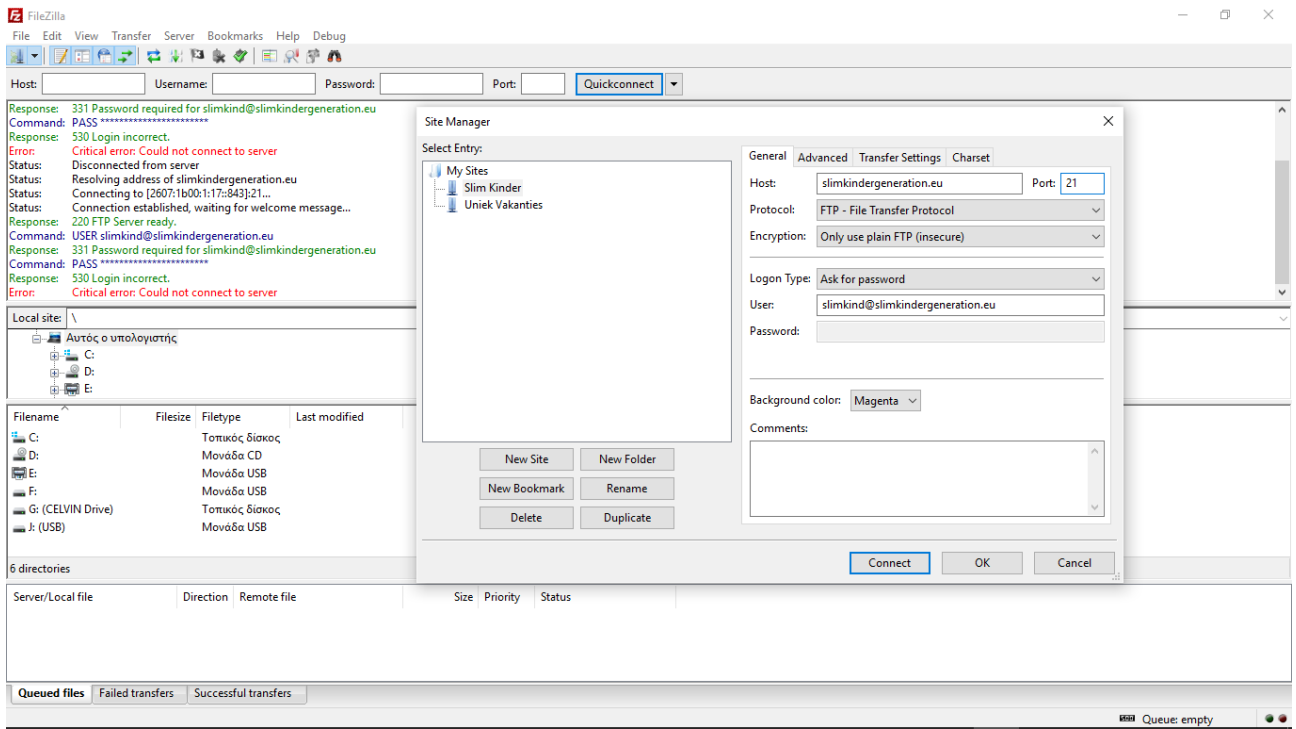 FileZilla
File Edit View Transfer Server Bookmarks Help Debug
Host: Username: Password: Port: Quickconnect
Response: 331 Password required for slimkind@slimkindergeneration.eu
Command: PASS ************************
Response: 530 Login incorrect.
Error: Critical error: Could not connect to server
Status: Disconnected from server
Status: Resolving address of slimkindergeneration.eu
Status: Connecting to [2607:1b00:1:17::843]:21...
Status: Connection established, waiting for welcome message...
Response: 220 FTP Server ready.
Command: USER slimkind@slimkindergeneration.eu
Response: 331 Password required for slimkind@slimkindergeneration.eu
Command: PASS ************************
Response: 530 Login incorrect.
Error: Critical error: Could not connect to server
Local site: \
Αυτός ο υπολογιστής
C:
D:
E:
Filename Filesize Filetype Last modified
C: Τοπικός δίσκος
D: Μονάδα CD
E: Μονάδα USB
F: Μονάδα USB
G: (CELVIN Drive) Τοπικός δίσκος
J: (USB) Μονάδα USB
6 directories
Site Manager
Select Entry:
My Sites
Slim Kinder
Uniek Vakanties
New Site New Folder
New Bookmark Rename
Delete Duplicate
General Advanced Transfer Settings Charset
Host: slimkindergeneration.eu Port: 21
Protocol: FTP - File Transfer Protocol
Encryption: Only use plain FTP (insecure)
Logon Type: Ask for password
User: slimkind@slimkindergeneration.eu
Password:
Background color: Magenta
Comments:
Connect OK Cancel
Server/Local file Direction Remote file Size Priority Status
Queued files Failed transfers Successful transfers
Queue: empty